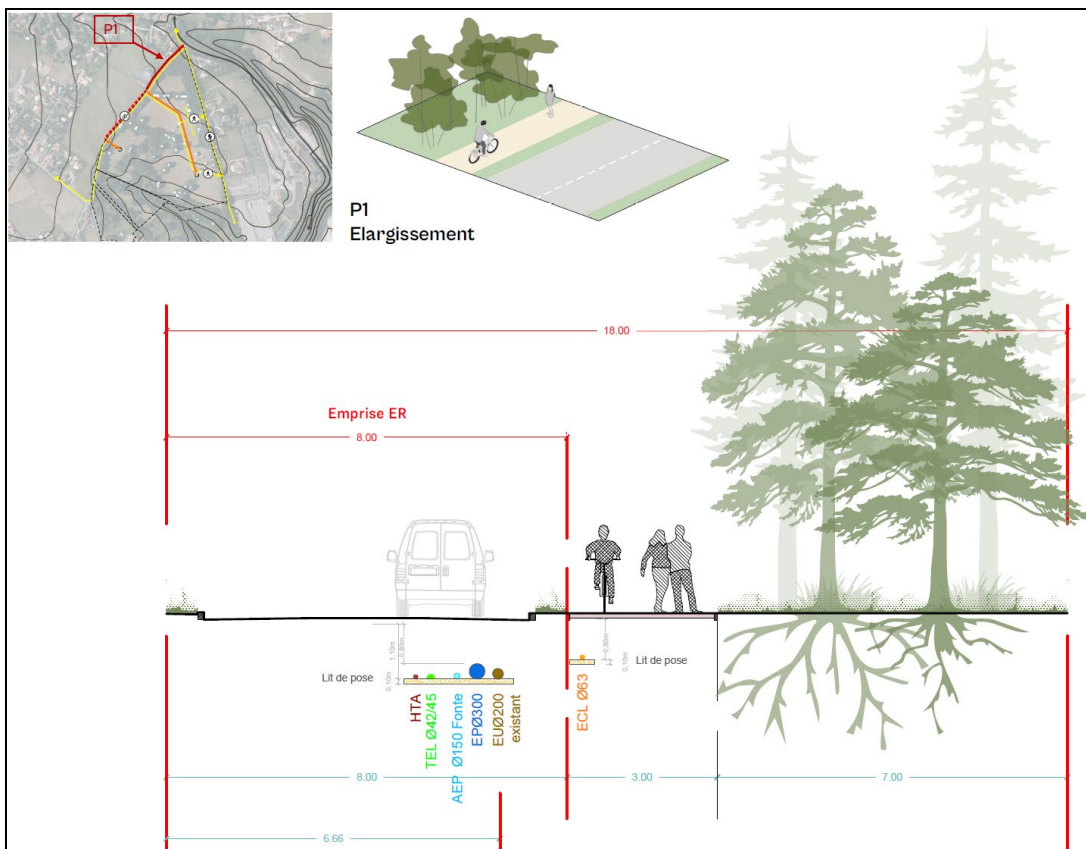 P1
P1
Elargissement
18.00
Emprise ER
8.00
1,10m
0,80m
0,10m
Lit de pose
HTA
TEL Ø42/45
AEP Ø150 Fonte
EPØ300
EUØ200
existant
ECL Ø63
0,80m
0,10m
Lit de pose
8.00
3.00
7.00
6.66